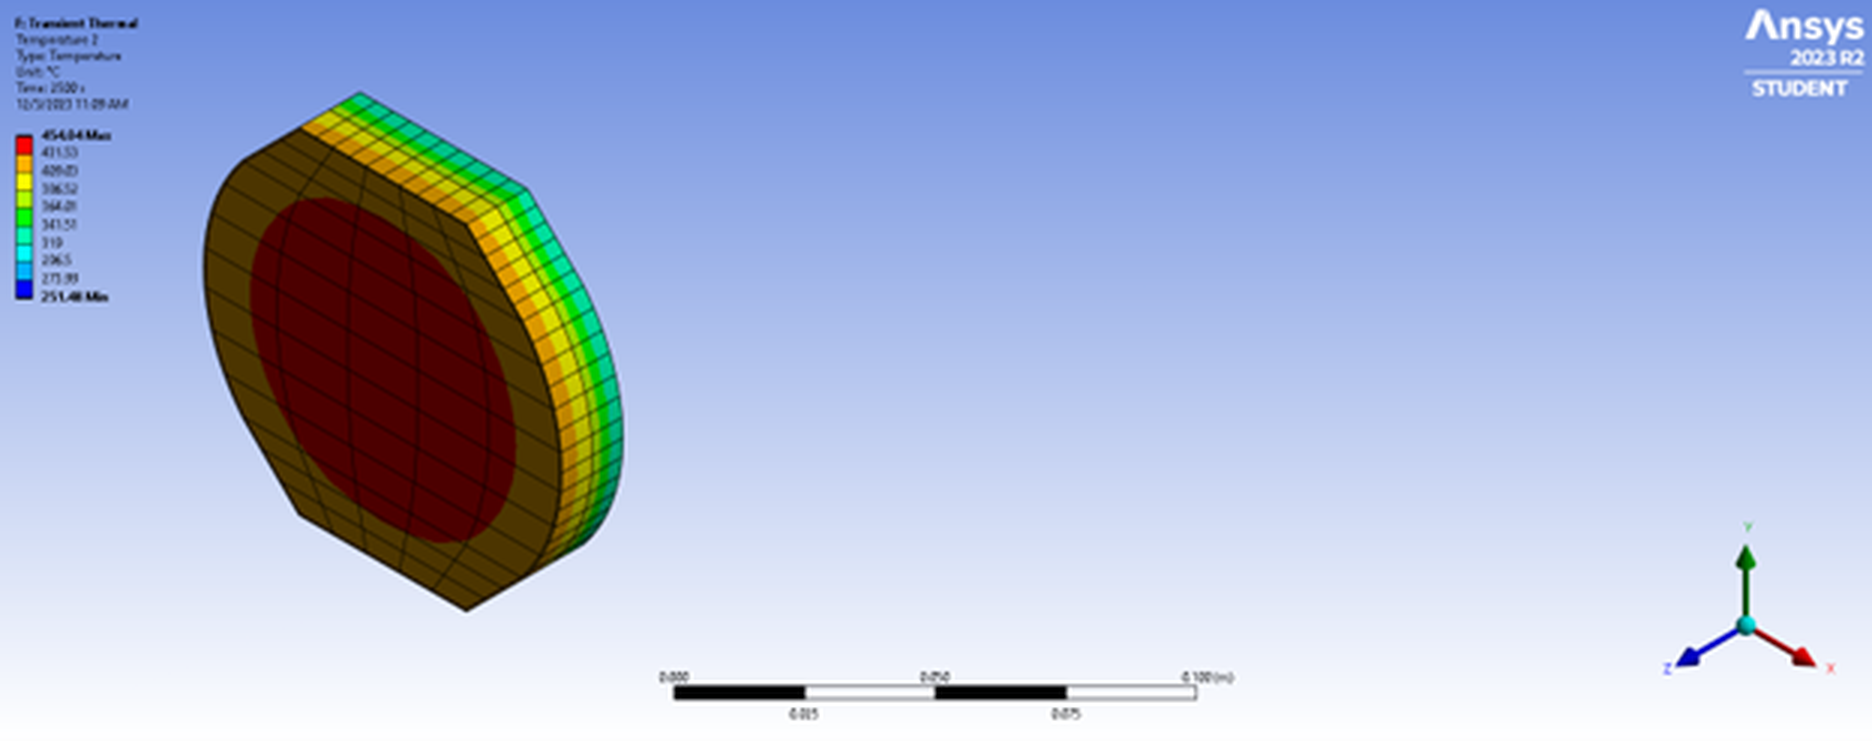 F: Transient Thermal
Temperature 2
Type: Temperature
Unit: °C
Time: 2500 s
12/5/2023 11:09 AM
454.04 Max
431.53
409.03
386.52
364.01
341.51
319
296.5
273.99
251.48 Min
Ansys
2023 R2
STUDENT
0.000
0.050
0.100 (m)
0.025
0.075
Y
Z
X